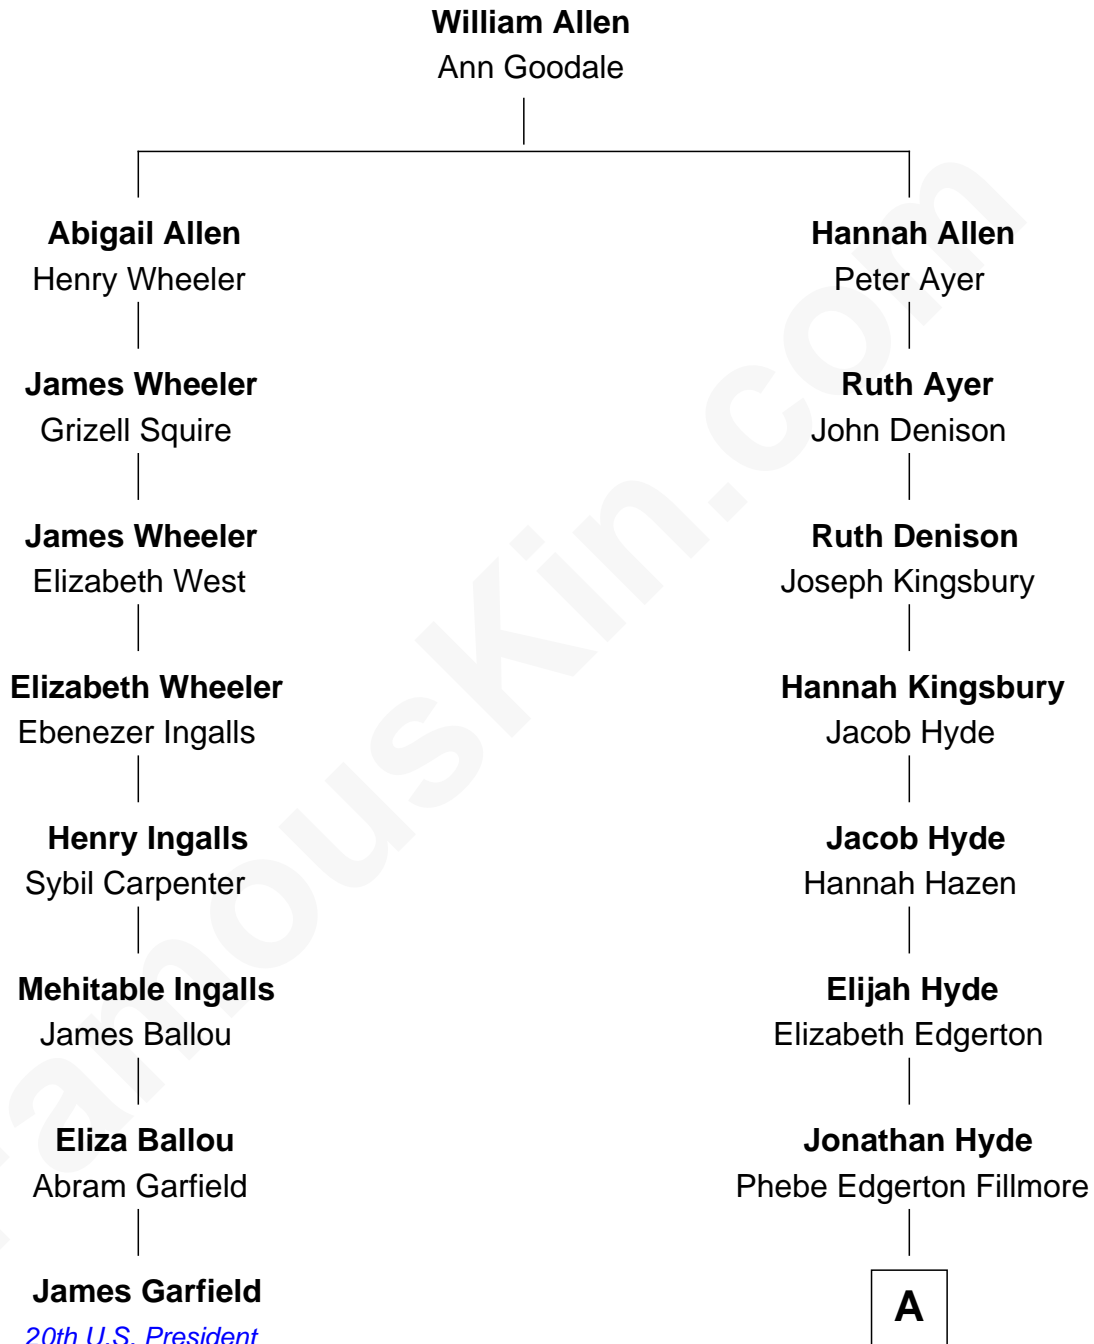 William Allen
Ann Goodale
Abigail Allen
Henry Wheeler
Hannah Allen
Peter Ayer
James Wheeler
Grizell Squire
Ruth Ayer
John Denison
James Wheeler
Elizabeth West
Ruth Denison
Joseph Kingsbury
Elizabeth Wheeler
Ebenezer Ingalls
Hannah Kingsbury
Jacob Hyde
Henry Ingalls
Sybil Carpenter
Jacob Hyde
Hannah Hazen
Mehitable Ingalls
James Ballou
Elijah Hyde
Elizabeth Edgerton
Eliza Ballou
Abram Garfield
Jonathan Hyde
Phebe Edgerton Fillmore
James Garfield
20th U.S. President
A
FamousKin.com